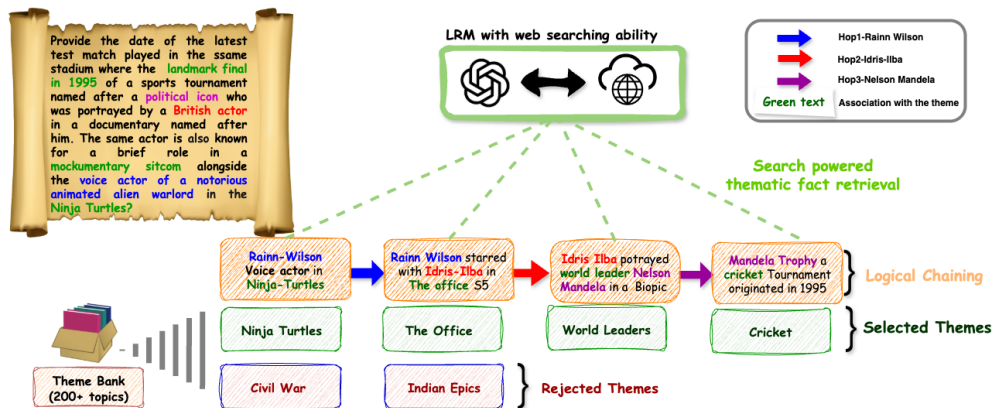 Provide the date of the latest
test match played in the ssame
stadium where the landmark final
in 1995 of a sports tournament
named after a political icon who
was portrayed by a British actor
in a documentary named after
him. The same actor is also known
for a brief role in a
mockumentary sitcom alongside
the voice actor of a notorious
animated alien warlord in the
Ninja Turtles?
LRM with web searching ability
Hop1-Rainn Wilson
Hop2-Idris-Ilba
Hop3-Nelson Mandela
Green text Association with the theme
Search powered
thematic fact retrieval
Rainn-Wilson
Voice actor in
Ninja-Turtles
Rainn Wilson starred
with Idris-Ilba in
The office S5
Idris Ilba potrayed
world leader Nelson
Mandela in a Biopic
Mandela Trophy a
cricket Tournament
originated in 1995
Logical Chaining
Ninja Turtles
The Office
World Leaders
Cricket
Selected Themes
Theme Bank
(200+ topics)
Civil War
Indian Epics
Rejected Themes